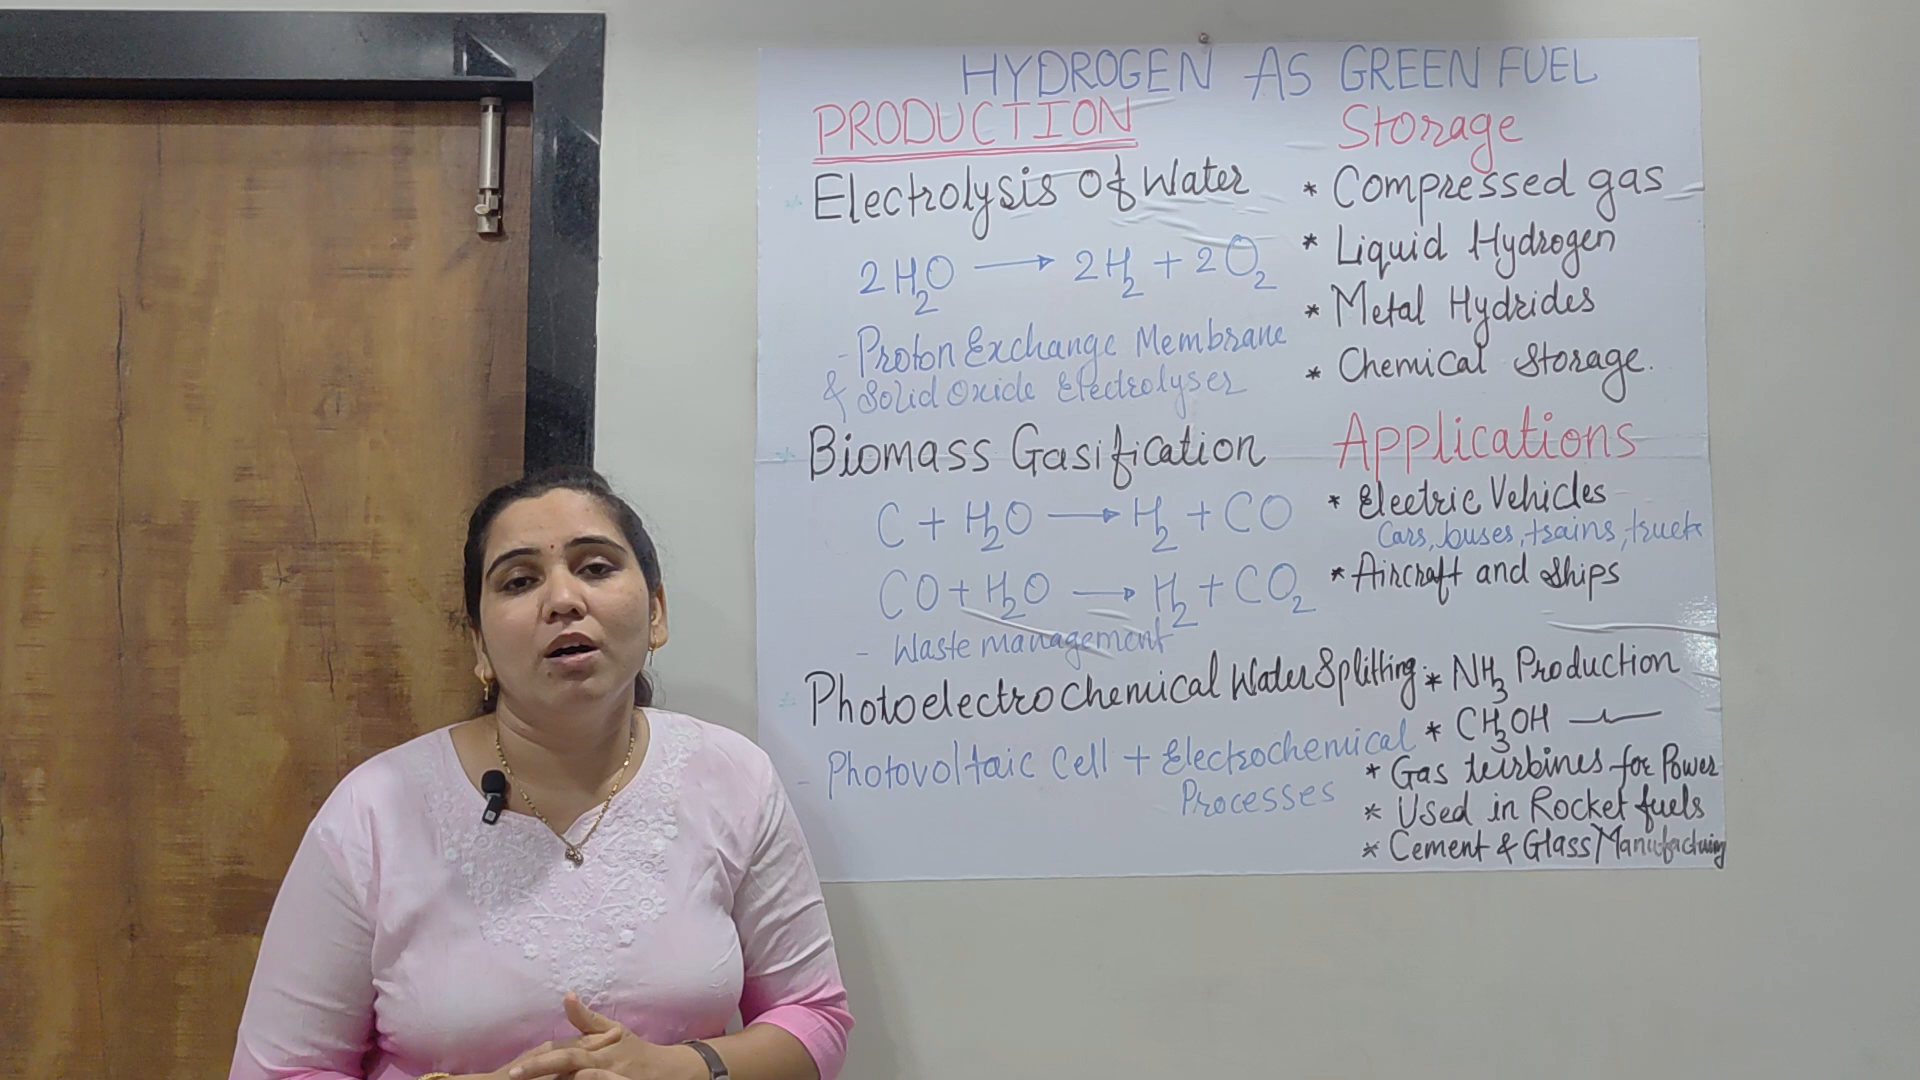 HYDROGEN AS GREEN FUEL
PRODUCTION
Electrolysis of Water
2H₂O ⟶ 2H₂ + 2O₂
- Proton Exchange Membrane
& Solid Oxide Electrolyser
Biomass Gasification
C + H₂O ⟶ H₂ + CO
CO + H₂O ⟶ H₂ + CO₂
- Waste management
Photoelectrochemical Water Splitting
- Photovoltaic Cell + Electrochemical
Processes
Storage
* Compressed gas
* Liquid Hydrogen
* Metal Hydrides
* Chemical Storage.
Applications
* Electric Vehicles
Cars, buses, trains, truck
* Aircraft and Ships
* NH₃ Production
* CH₃OH
* Gas turbines for Power
* Used in Rocket fuels
* Cement & Glass Manufacturing